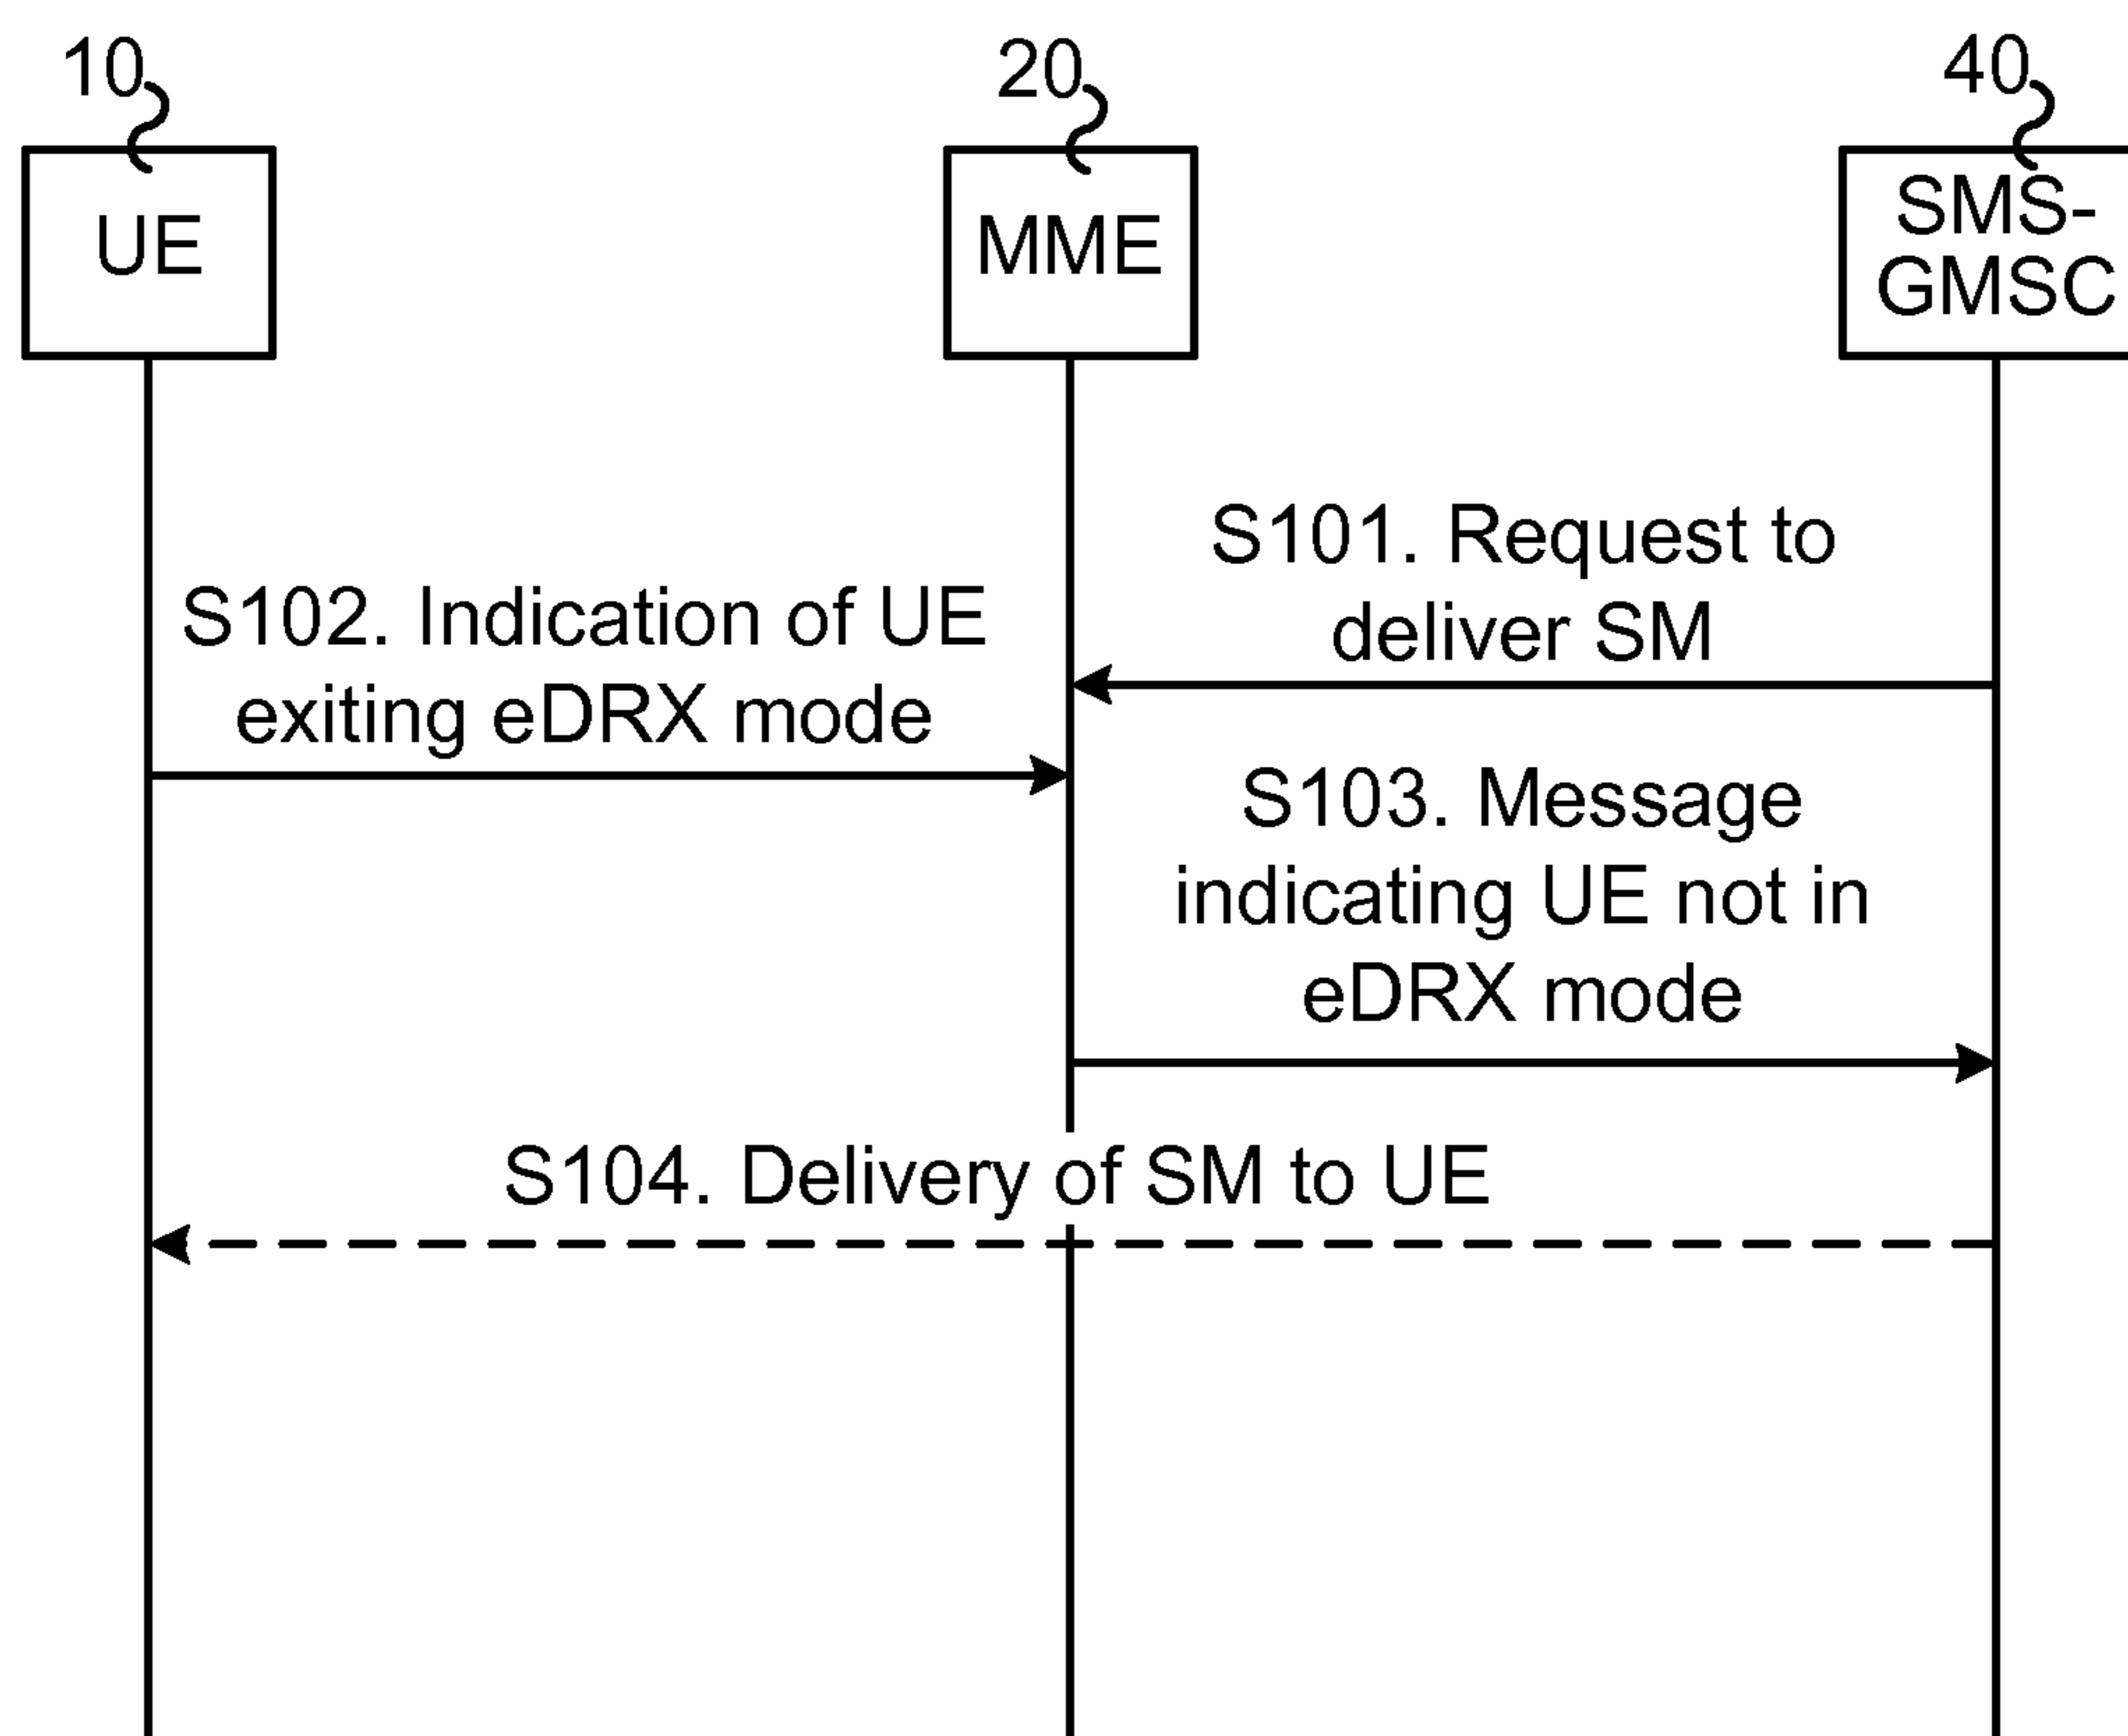 10
20
40
UE
MME
SMS-
GMSC
S101. Request to
deliver SM
S102. Indication of UE
exiting eDRX mode
S103. Message
indicating UE not in
eDRX mode
S104. Delivery of SM to UE